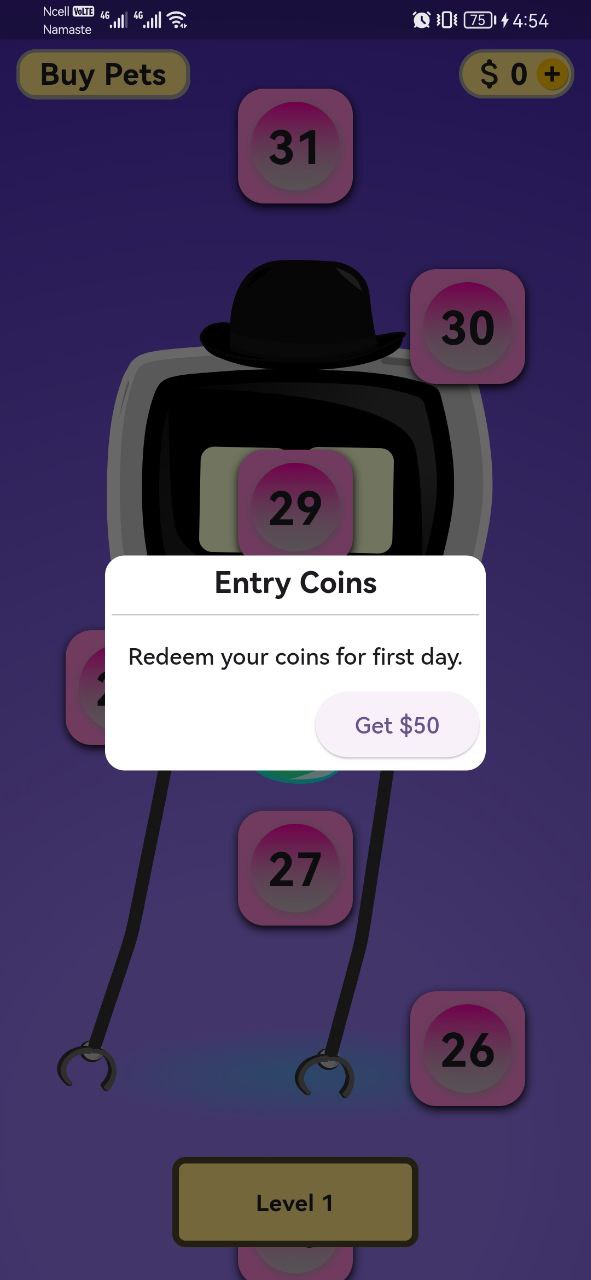 Ncell VoLTE 4G 4G
Namaste
75 4:54
Buy Pets
$ 0 +
31
30
29
Entry Coins
Redeem your coins for first day.
Get $50
27
26
Level 1